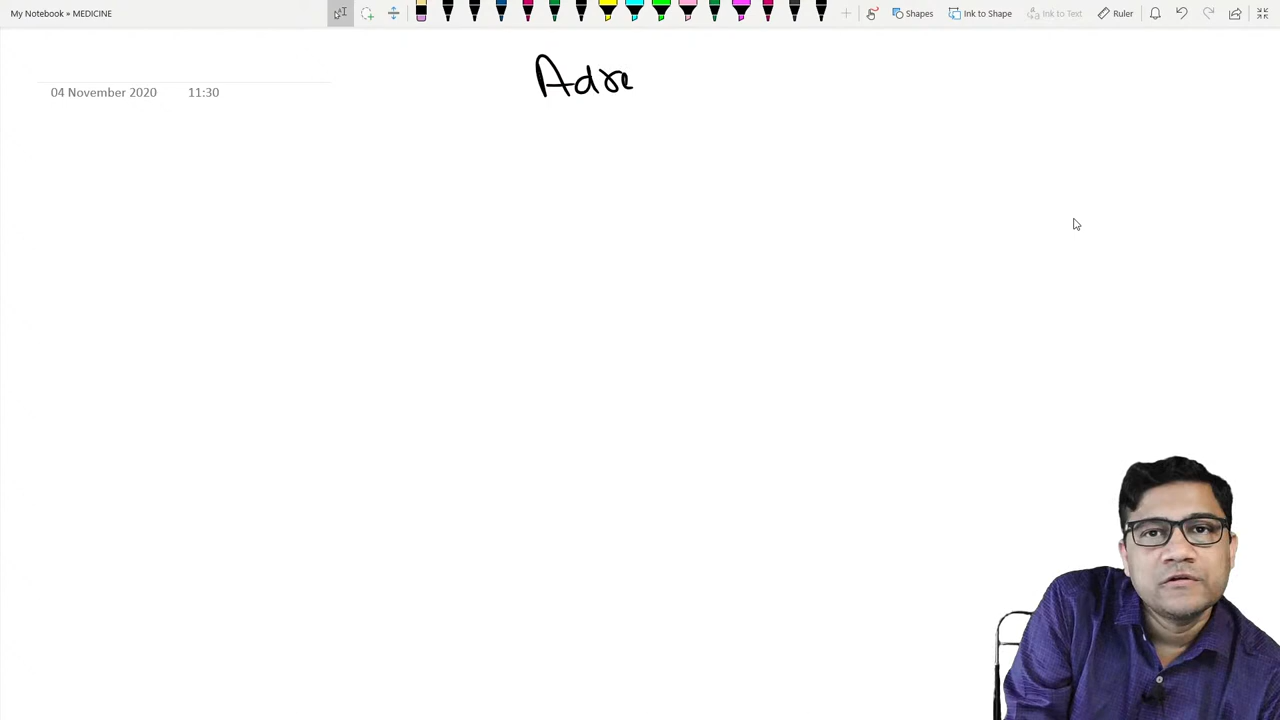 My Notebook » MEDICINE
Shapes
Ink to Shape
Ink to Text
Ruler
Adre
04 November 2020 11:30